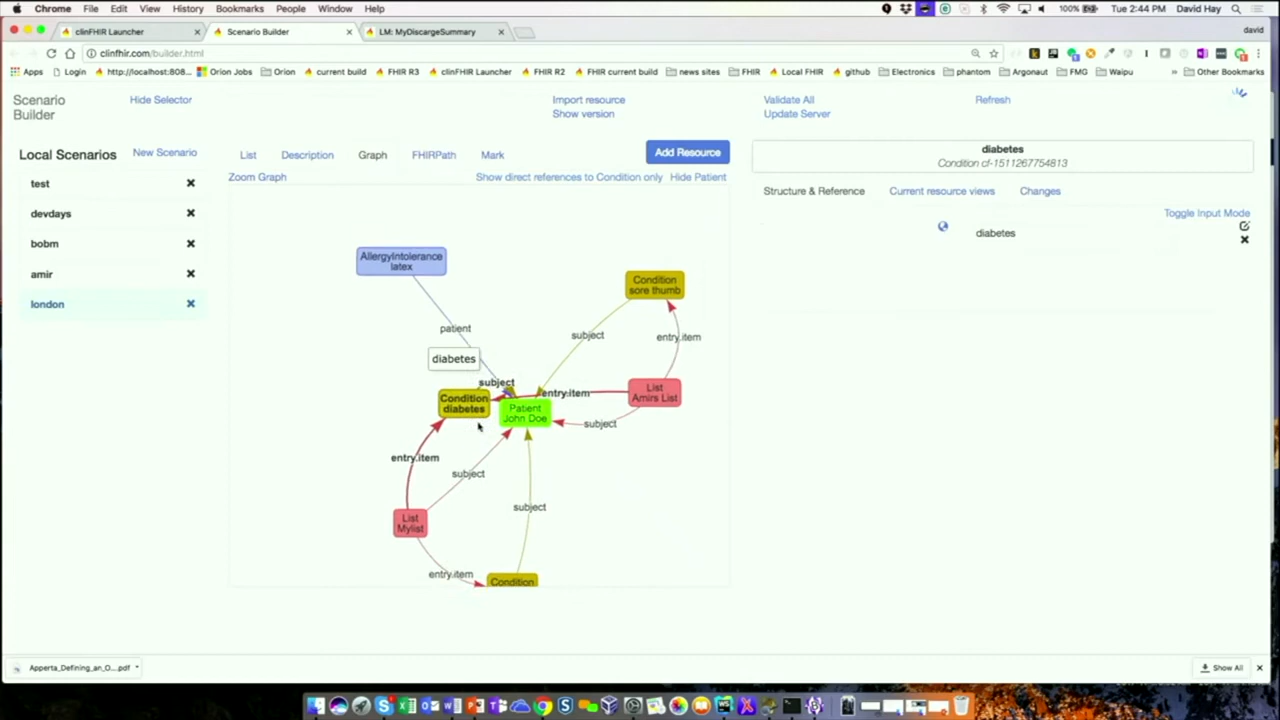 Chrome File Edit View History Bookmarks People Window Help 100% Tue 2:44 PM David Hay
clinFHIR Launcher Scenario Builder LM: MyDiscargeSummary david
clinfhir.com/builder.html
Apps Login http://localhost:808... Orion Jobs Orion current build FHIR R3 clinFHIR Launcher FHIR R2 FHIR current build news sites FHIR Local FHIR github Electronics phantom Argonaut FMG Waipu » Other Bookmarks
Scenario
Builder
Hide Selector
Import resource
Show version
Validate All
Update Server
Refresh
Local Scenarios New Scenario
test
devdays
bobm
amir
london
List Description Graph FHIRPath Mark Add Resource
Zoom Graph Show direct references to Condition only Hide Patient
AllergyIntolerance
latex
Condition
sore thumb
patient
subject
entry.item
diabetes
subject
entry.item
Condition
diabetes
Patient
John Doe
List
Amirs List
subject
entry.item
subject
subject
List
Mylist
entry.item
Condition
diabetes
Condition cf-1511267754813
Structure & Reference Current resource views Changes
Toggle Input Mode
diabetes
Apperta_Defining_an_O....pdf
Show All